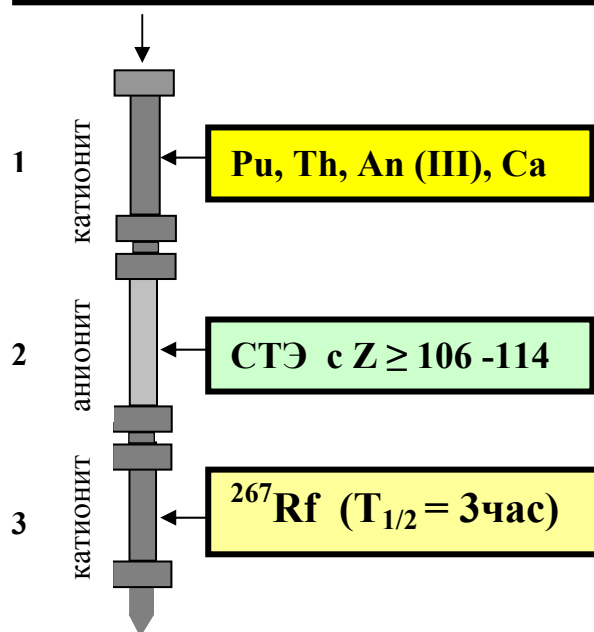 1
катионит
Pu, Th, An (III), Ca
2
анионит
СТЭ с Z ≥ 106 -114
3
катионит
²⁶⁷Rf (T₁/₂ = 3час)